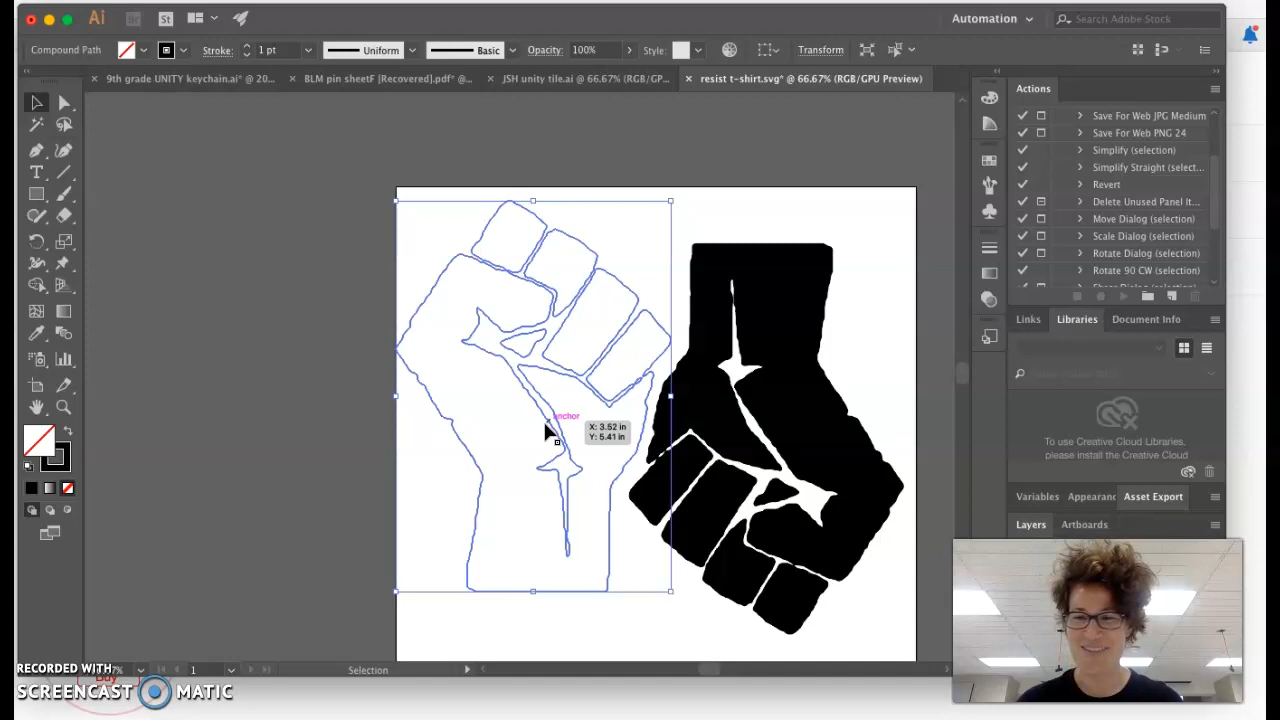 Ai
Br
St
Automation
Search Adobe Stock
Compound Path
Stroke:
1 pt
Uniform
Basic
Opacity:
100%
Style:
Transform
9th grade UNITY keychain.ai* @ 20...
BLM pin sheetF [Recovered].pdf* @...
JSH unity tile.ai @ 66.67% (RGB/GP...
resist t-shirt.svg* @ 66.67% (RGB/GPU Preview)
Actions
Save For Web JPG Medium
Save For Web PNG 24
Simplify (selection)
Simplify Straight (select...
Revert
Delete Unused Panel It...
Move Dialog (selection)
Scale Dialog (selection)
Rotate Dialog (selection)
Rotate 90 CW (selection)
Links
Libraries
Document Info
To use Creative Cloud Libraries,
please install the Creative Cloud
Variables
Appearanc
Asset Export
Layers
Artboards
anchor
X: 3.52 in
Y: 5.41 in
1
Selection
RECORDED WITH
SCREENCAST MATIC
Buy